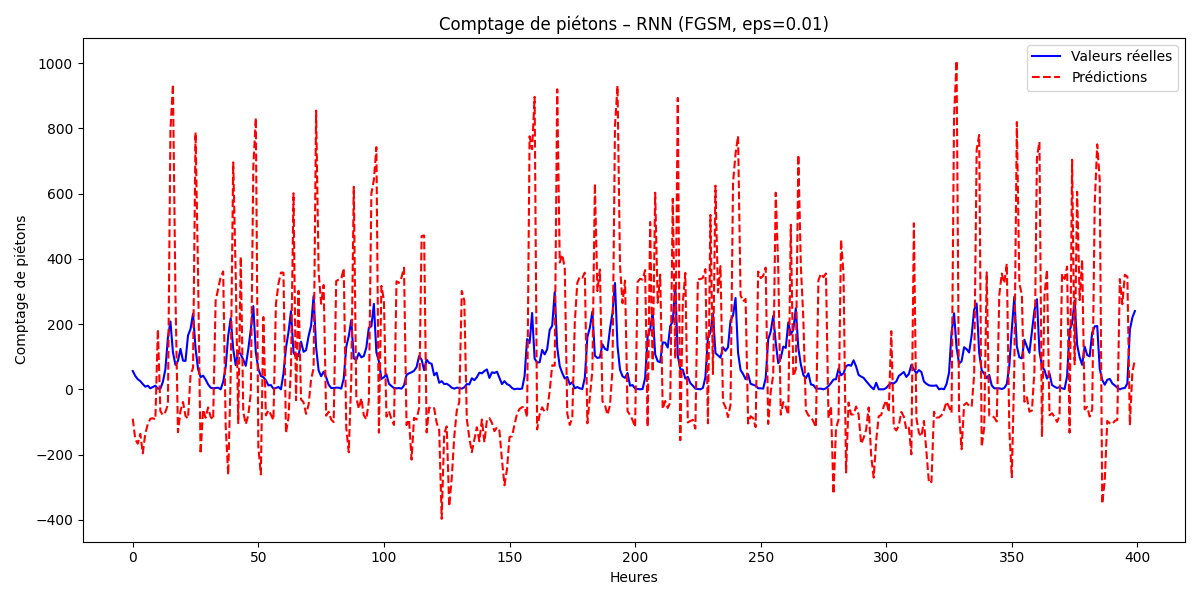 Comptage de piétons – RNN (FGSM, eps=0.01)
Valeurs réelles
Prédictions
Comptage de piétons
1000
800
600
400
200
0
−200
−400
0 50 100 150 200 250 300 350 400
Heures